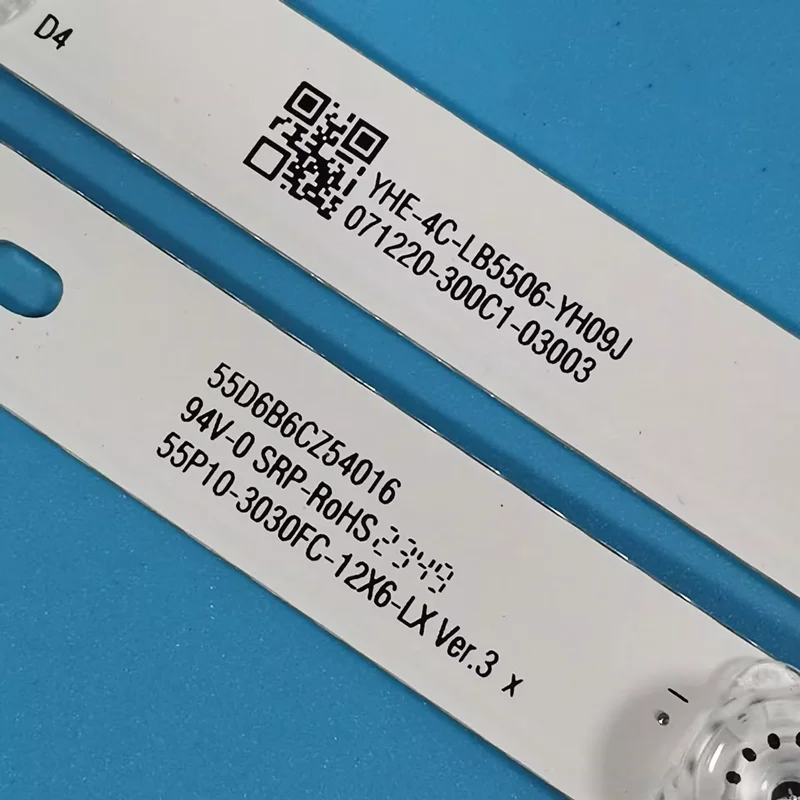 D4
YHE-4C-LB5506-YH09J
071220-300C1-03003
55D6B6CZ54016
94V-0 SRP-RoHS 2349
55P10-3030FC-12X6-LX Ver.3 x